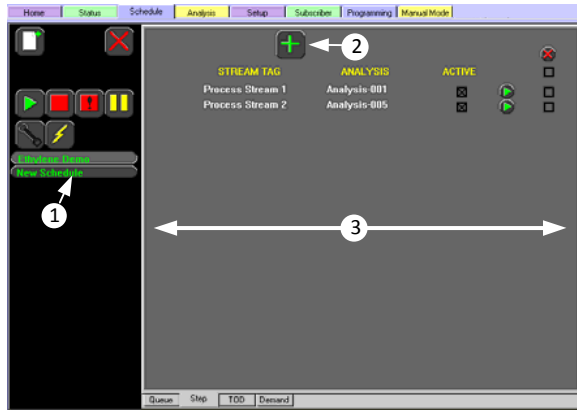 Home Status Schedule Analysis Setup Subscriber Programming Manual Mode
2
STREAM TAG ANALYSIS ACTIVE
Process Stream 1 Analysis-001
Process Stream 2 Analysis-005
Ethylene Demo
New Schedule
1
3
Queue Step TOD Demand